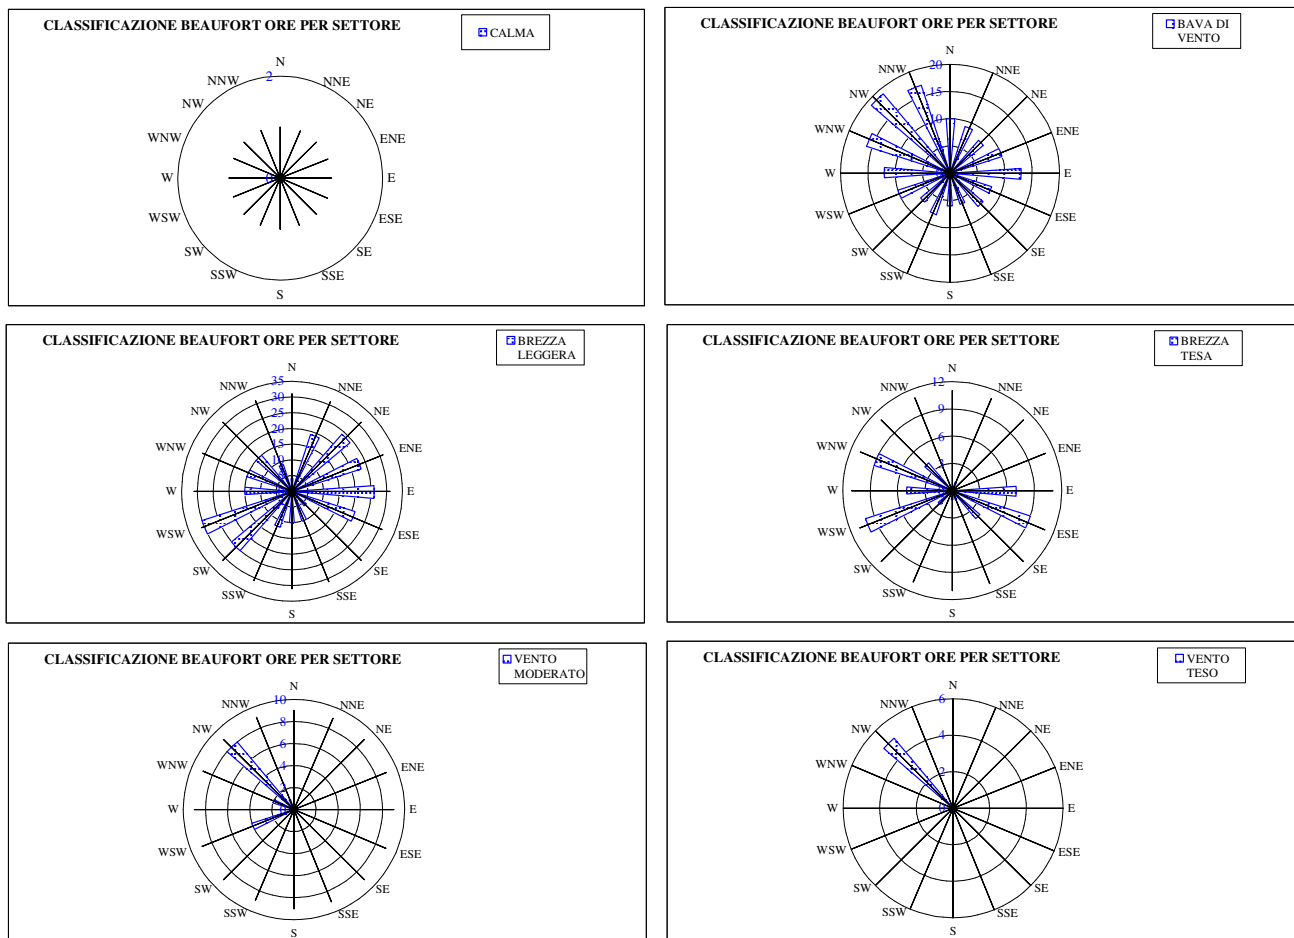 CLASSIFICAZIONE BEAUFORT ORE PER SETTORE
CALMA
N
NNE
NE
ENE
E
ESE
SE
SSE
S
SSW
SW
WSW
W
WNW
NW
NNW
2
0
CLASSIFICAZIONE BEAUFORT ORE PER SETTORE
BAVA DI
VENTO
N
NNE
NE
ENE
E
ESE
SE
SSE
S
SSW
SW
WSW
W
WNW
NW
NNW
20
15
10
CLASSIFICAZIONE BEAUFORT ORE PER SETTORE
BREZZA
LEGGERA
N
NNE
NE
ENE
E
ESE
SE
SSE
S
SSW
SW
WSW
W
WNW
NW
NNW
35
30
25
20
15
10
5
CLASSIFICAZIONE BEAUFORT ORE PER SETTORE
BREZZA
TESA
N
NNE
NE
ENE
E
ESE
SE
SSE
S
SSW
SW
WSW
W
WNW
NW
NNW
12
9
6
3
CLASSIFICAZIONE BEAUFORT ORE PER SETTORE
VENTO
MODERATO
N
NNE
NE
ENE
E
ESE
SE
SSE
S
SSW
SW
WSW
W
WNW
NW
NNW
10
8
6
4
2
0
CLASSIFICAZIONE BEAUFORT ORE PER SETTORE
VENTO
TESO
N
NNE
NE
ENE
E
ESE
SE
SSE
S
SSW
SW
WSW
W
WNW
NW
NNW
6
4
2
0